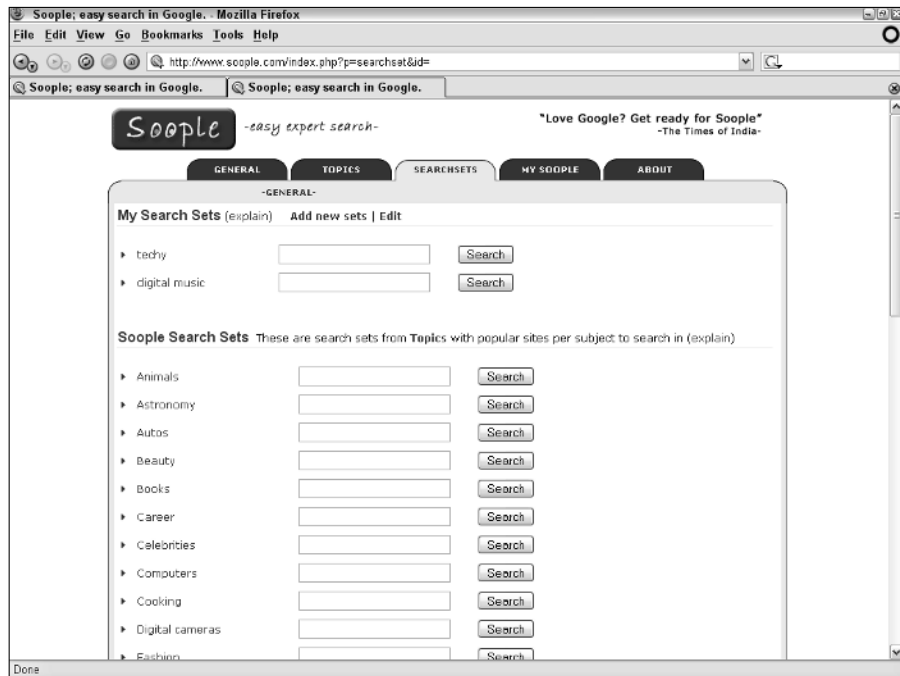 Soople; easy search in Google. - Mozilla Firefox
File Edit View Go Bookmarks Tools Help
http://www.soople.com/index.php?p=searchset&id=
Soople; easy search in Google. Soople; easy search in Google.
Soople -easy expert search- "Love Google? Get ready for Soople"
-The Times of India-
GENERAL TOPICS SEARCHSETS MY SOOPLE ABOUT
-GENERAL-
My Search Sets (explain) Add new sets | Edit
techy Search
digital music Search
Soople Search Sets These are search sets from Topics with popular sites per subject to search in (explain)
Animals Search
Astronomy Search
Autos Search
Beauty Search
Books Search
Career Search
Celebrities Search
Computers Search
Cooking Search
Digital cameras Search
Fashion Search
Done